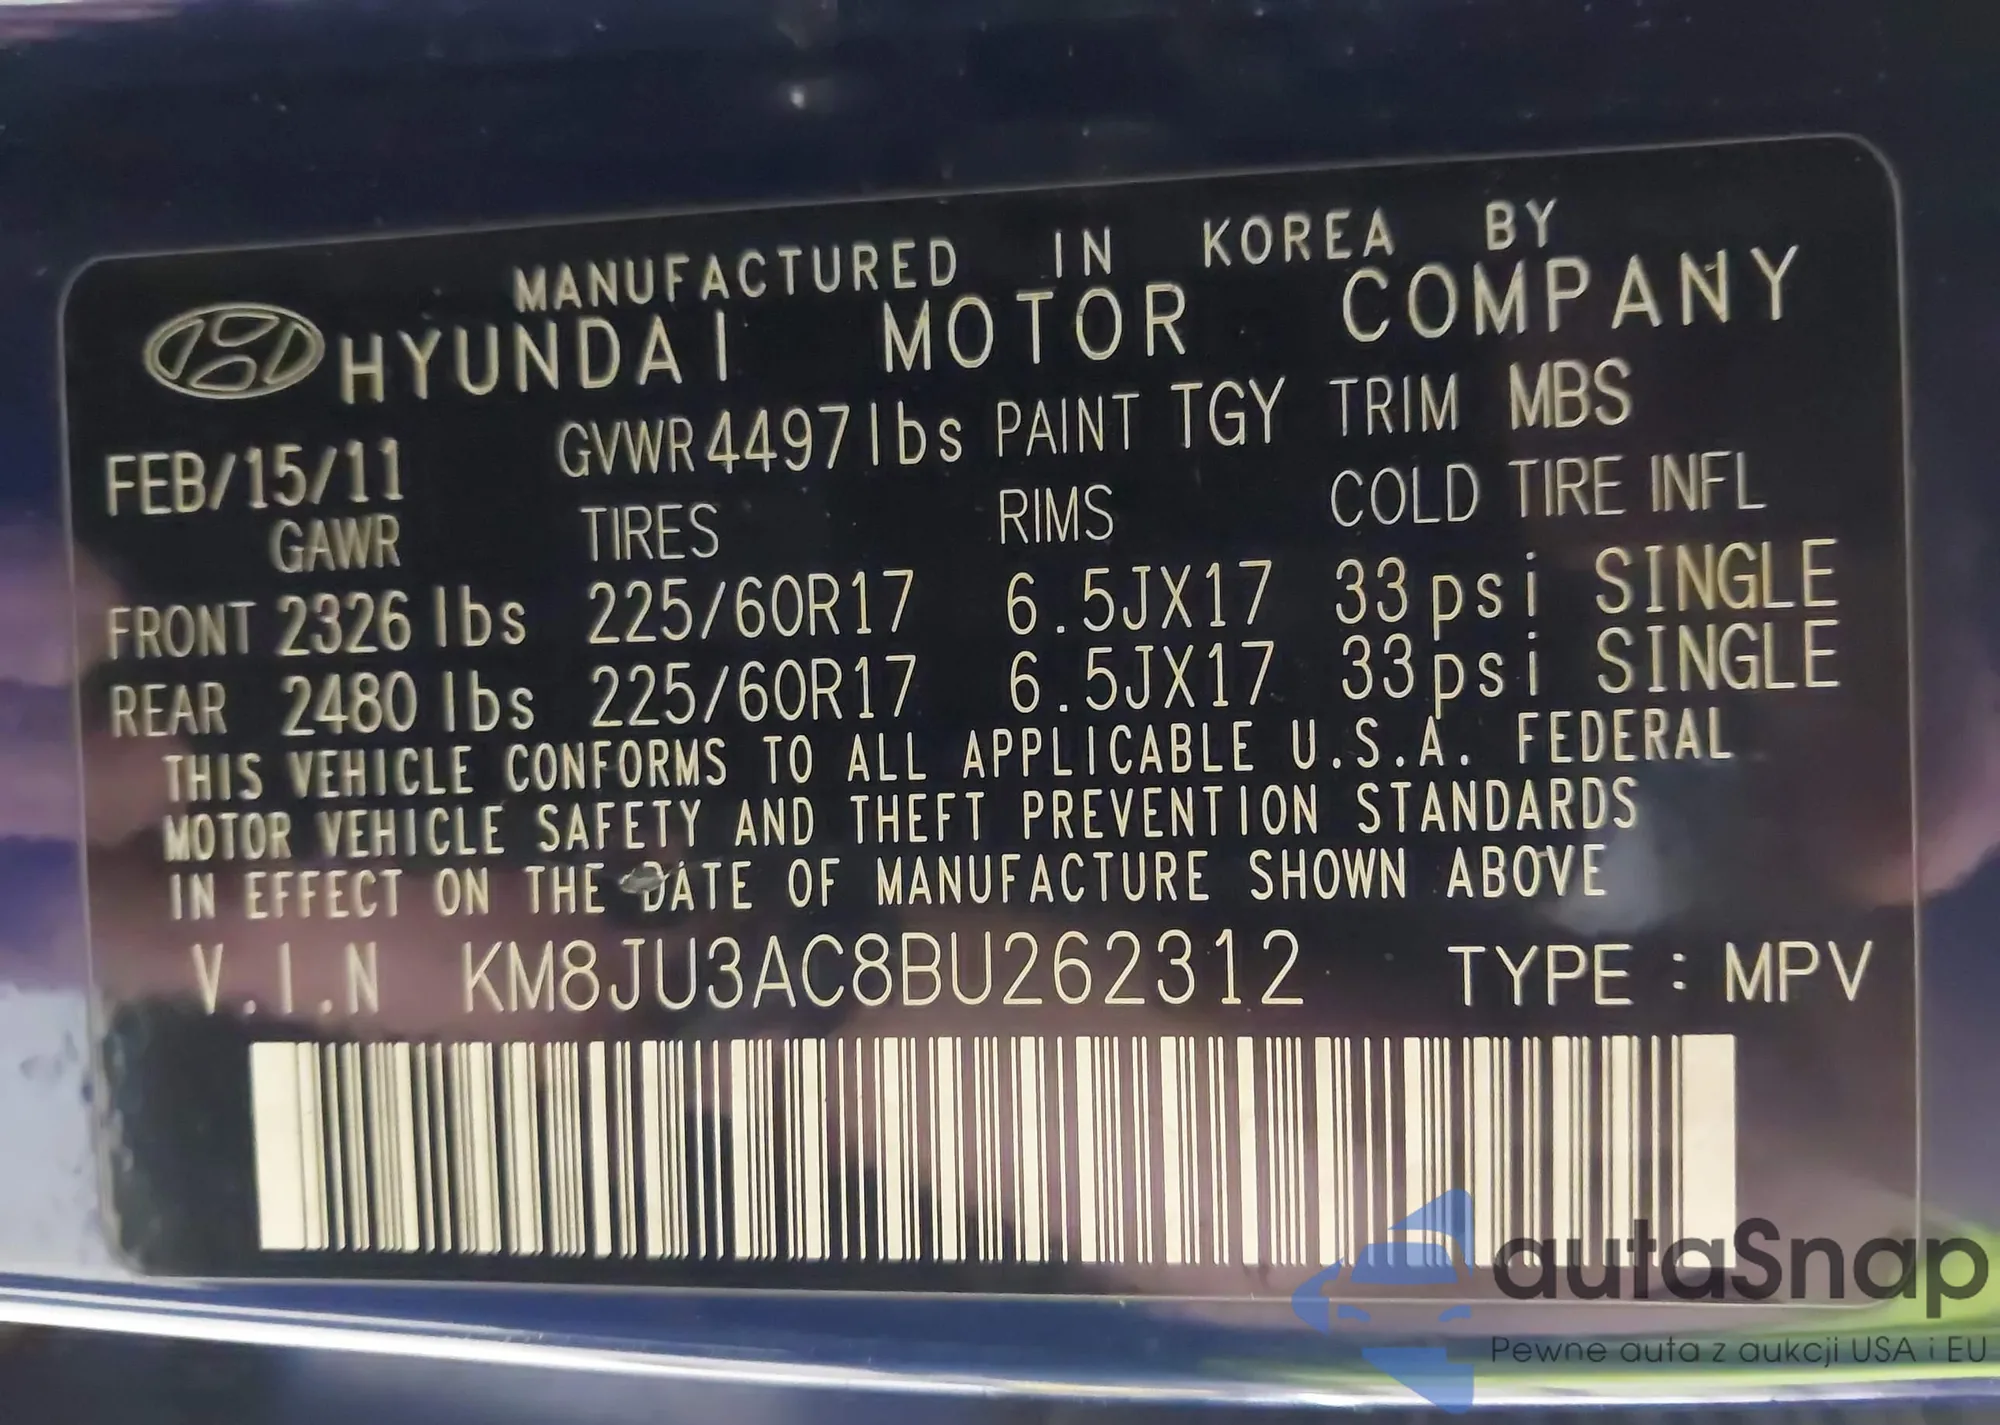 MANUFACTURED IN KOREA BY
HYUNDAI MOTOR COMPANY
FEB/15/11 GVWR 4497 lbs PAINT TGY TRIM MBS
GAWR TIRES RIMS COLD TIRE INFL
FRONT 2326 lbs 225/60R17 6.5JX17 33psi SINGLE
REAR 2480 lbs 225/60R17 6.5JX17 33psi SINGLE
THIS VEHICLE CONFORMS TO ALL APPLICABLE U.S.A. FEDERAL
MOTOR VEHICLE SAFETY AND THEFT PREVENTION STANDARDS
IN EFFECT ON THE DATE OF MANUFACTURE SHOWN ABOVE
V.I.N KM8JU3AC8BU262312 TYPE : MPV
autaSnap
Pewne auta z aukcji USA i EU